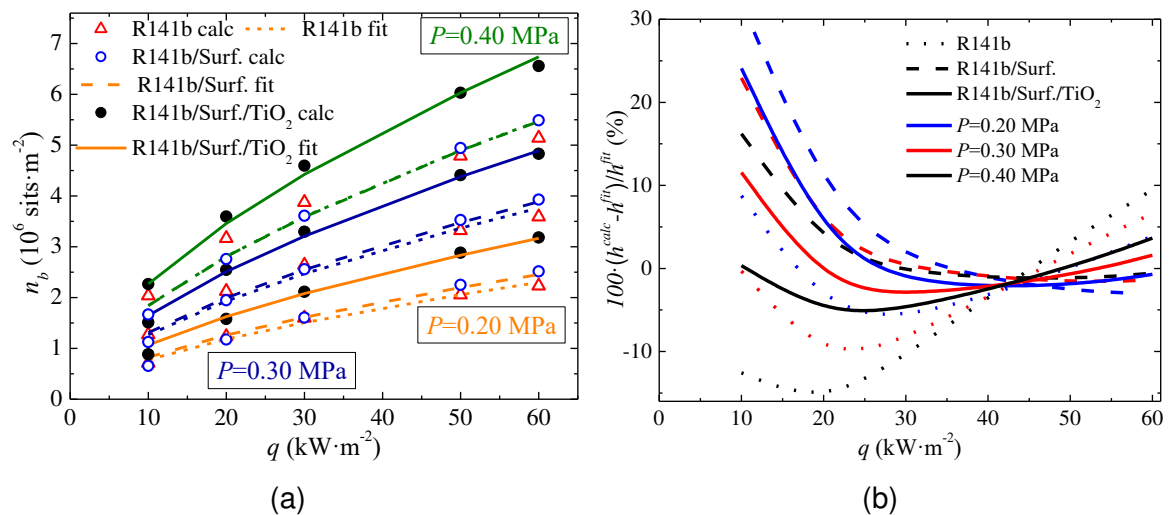 R141b calc R141b fit
R141b/Surf. calc
R141b/Surf. fit
R141b/Surf./TiO₂ calc
R141b/Surf./TiO₂ fit
P=0.40 MPa
P=0.20 MPa
P=0.30 MPa
7
6
5
4
3
2
1
0
n_b (10⁶ sits·m⁻²)
0 10 20 30 40 50 60
q (kW·m⁻²)
(a)
R141b
R141b/Surf.
R141b/Surf./TiO₂
P=0.20 MPa
P=0.30 MPa
P=0.40 MPa
30
20
10
0
-10
100·(h^calc-h^fit)/h^fit (%)
0 10 20 30 40 50 60
q (kW·m⁻²)
(b)